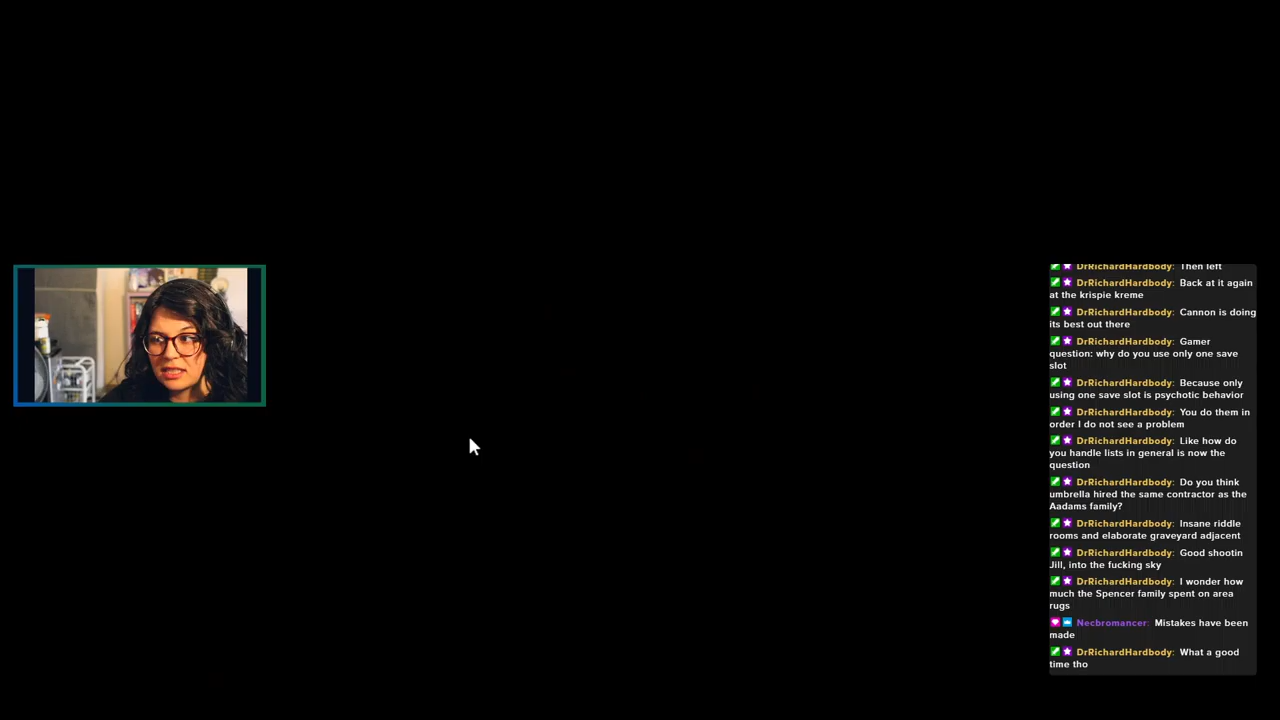 DrRichardHardbody: Then left
DrRichardHardbody: Back at it again
at the krispie kreme
DrRichardHardbody: Cannon is doing
its best out there
DrRichardHardbody: Gamer
question: why do you use only one save
slot
DrRichardHardbody: Because only
using one save slot is psychotic behavior
DrRichardHardbody: You do them in
order I do not see a problem
DrRichardHardbody: Like how do
you handle lists in general is now the
question
DrRichardHardbody: Do you think
umbrella hired the same contractor as the
Aadams family?
DrRichardHardbody: Insane riddle
rooms and elaborate graveyard adjacent
DrRichardHardbody: Good shootin
Jill, into the fucking sky
DrRichardHardbody: I wonder how
much the Spencer family spent on area
rugs
Necbromancer: Mistakes have been
made
DrRichardHardbody: What a good
time tho